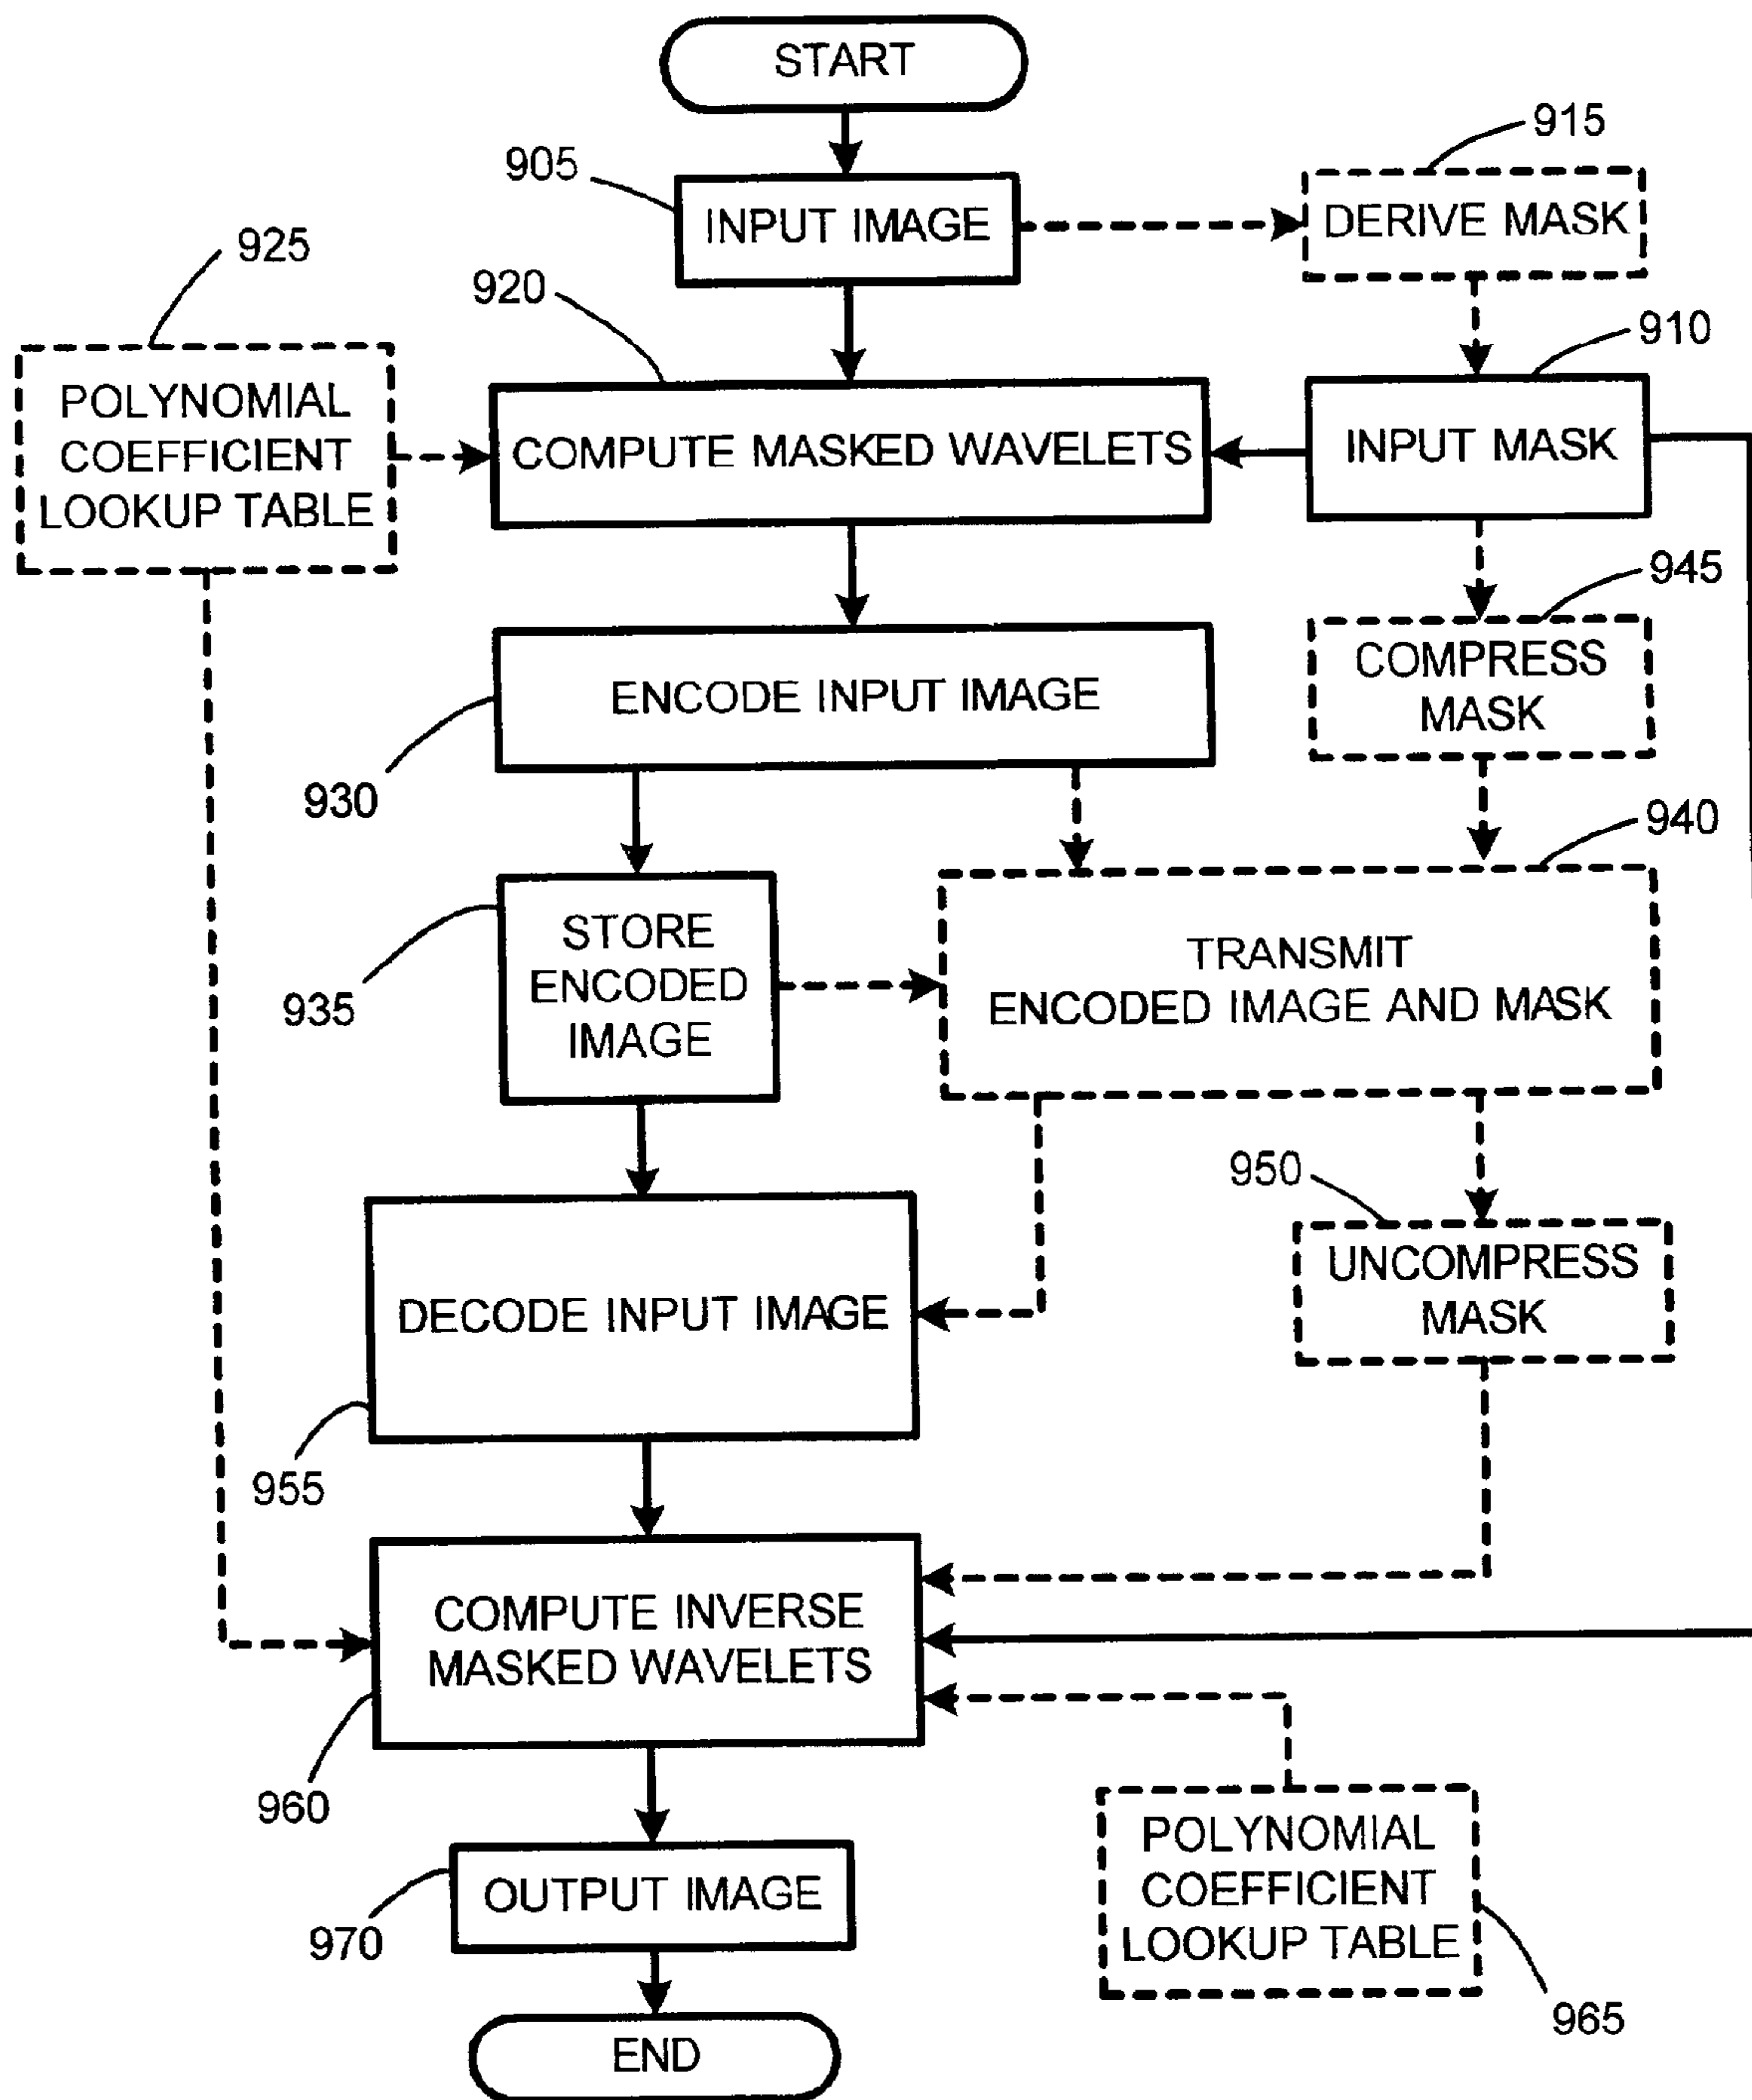 START
915
905
INPUT IMAGE
DERIVE MASK
925
920
910
POLYNOMIAL
COEFFICIENT
LOOKUP TABLE
COMPUTE MASKED WAVELETS
INPUT MASK
945
COMPRESS
MASK
ENCODE INPUT IMAGE
930
940
STORE
ENCODED
IMAGE
935
TRANSMIT
ENCODED IMAGE AND MASK
950
UNCOMPRESS
MASK
DECODE INPUT IMAGE
955
COMPUTE INVERSE
MASKED WAVELETS
960
POLYNOMIAL
COEFFICIENT
LOOKUP TABLE
965
OUTPUT IMAGE
970
END